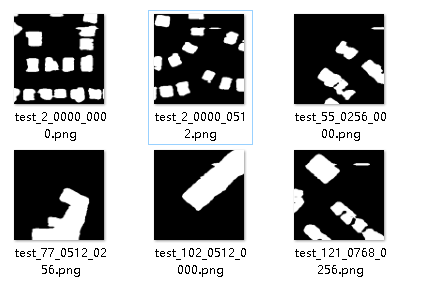 test_2_0000_000
0.png
test_2_0000_051
2.png
test_55_0256_00
00.png
test_77_0512_02
56.png
test_102_0512_0
000.png
test_121_0768_0
256.png